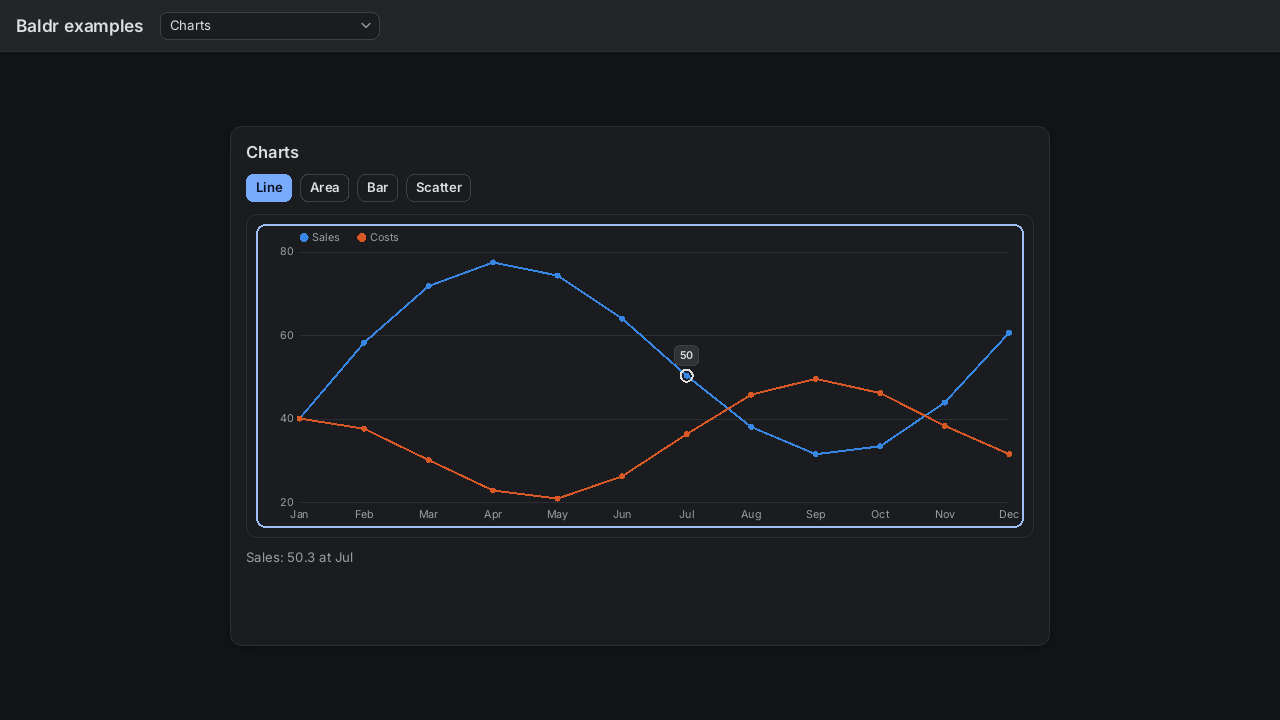 Baldr examples
Charts
Charts
Line Area Bar Scatter
Sales Costs
80
60
50
40
20
Jan Feb Mar Apr May Jun Jul Aug Sep Oct Nov Dec
Sales: 50.3 at Jul